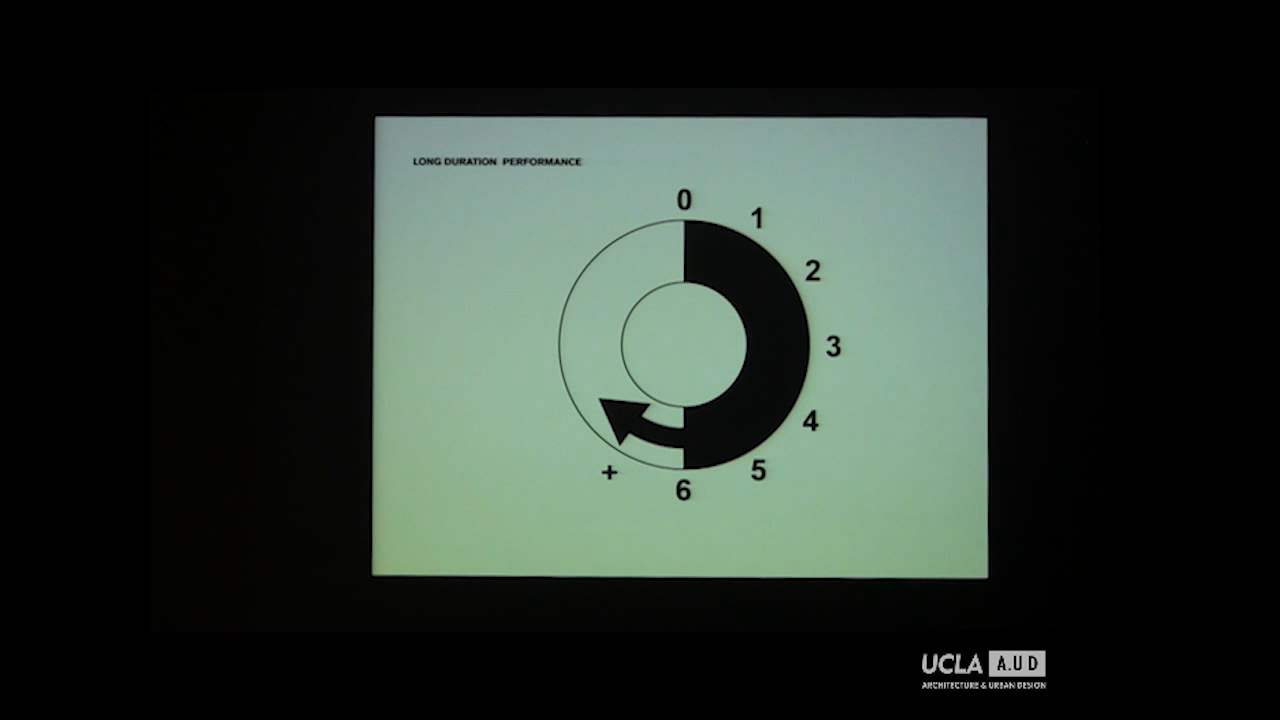 LONG DURATION PERFORMANCE
0
1
2
3
4
5
6
+
UCLA A.UD
ARCHITECTURE & URBAN DESIGN